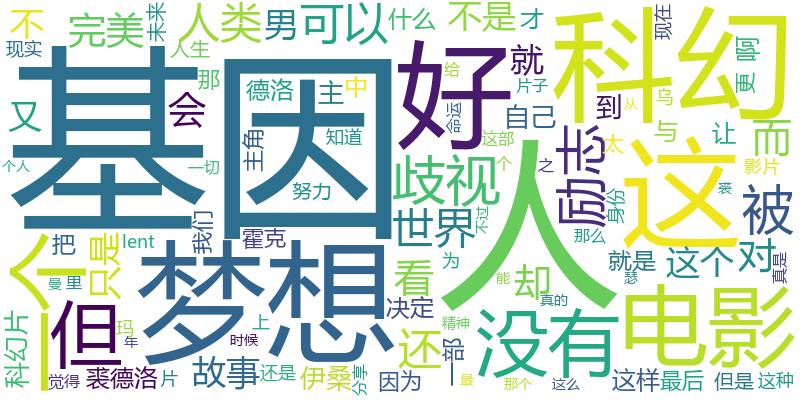 基因
人
好
科幻
梦想
这
电影
一个
没有
但
歧视
励志
世界
人类
可以
完美
不是
不
男
什么
才
现在
未来
现实
人生
那
又
会
德洛
主
中
主角
知道
努力
给
命运
片子
就
到
自己
与
让
更
啊
而
从
乌
太
影片
这部
个
之
身份
裘
被
个人
一切
我们
霍克
把
只是
lent
曼
里
看
却
为
不过
那么
就是
这个
对
真是
瑟
能
真的
科幻片
玛
年
时候
上
决定
还
精神
一部
觉得
裘德洛
片
故事
还是
伊桑
分享
因为
最
那个
这么
这样
最后
但是
这种